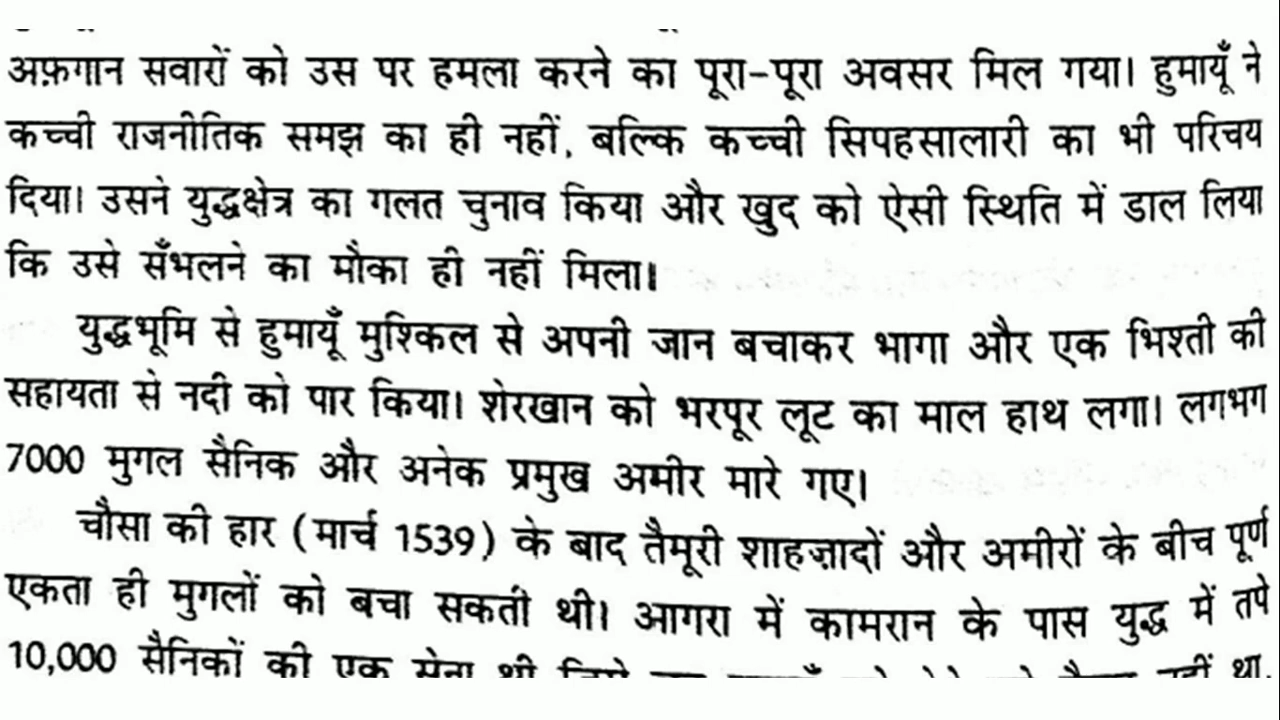 अफ़गान सवारों को उस पर हमला करने का पूरा-पूरा अवसर मिल गया। हुमायूँ ने
कच्ची राजनीतिक समझ का ही नहीं, बल्कि कच्ची सिपहसालारी का भी परिचय
दिया। उसने युद्धक्षेत्र का गलत चुनाव किया और खुद को ऐसी स्थिति में डाल लिया
कि उसे सँभलने का मौका ही नहीं मिला।
युद्धभूमि से हुमायूँ मुश्किल से अपनी जान बचाकर भागा और एक भिश्ती की
सहायता से नदी को पार किया। शेरखान को भरपूर लूट का माल हाथ लगा। लगभग
7000 मुगल सैनिक और अनेक प्रमुख अमीर मारे गए।
चौसा की हार (मार्च 1539) के बाद तैमूरी शाहज़ादों और अमीरों के बीच पूर्ण
एकता ही मुगलों को बचा सकती थी। आगरा में कामरान के पास युद्ध में तपे
10,000 सैनिकों की एक सेना थी नहीं था,